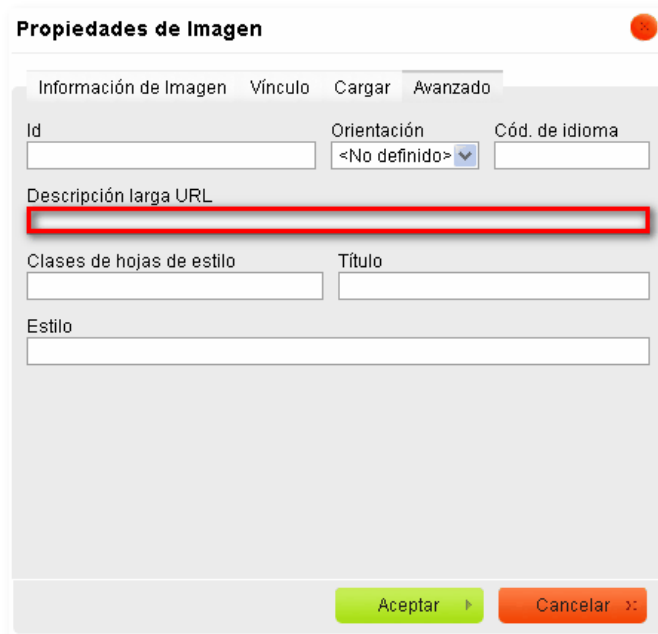 Propiedades de Imagen
Información de Imagen Vínculo Cargar Avanzado
Id Orientación Cód. de idioma
<No definido>
Descripción larga URL
Clases de hojas de estilo Título
Estilo
Aceptar Cancelar